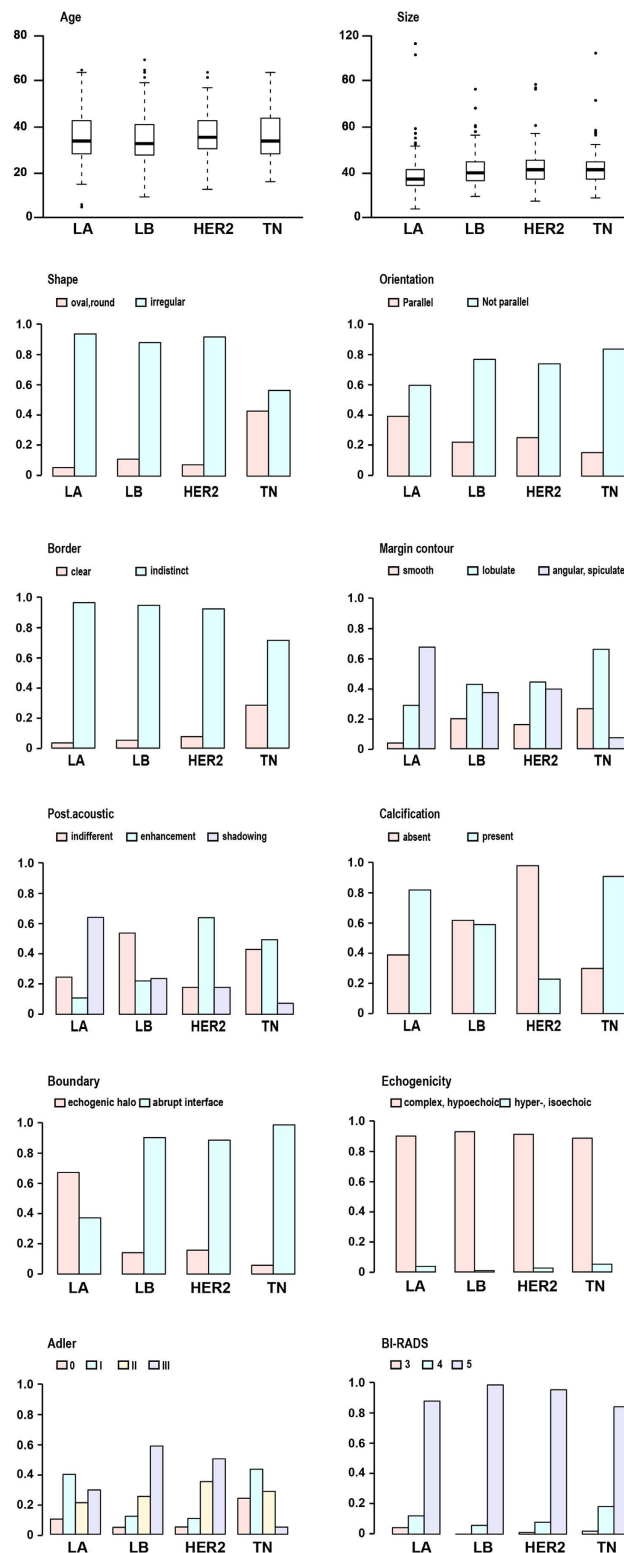 Age
80
60
40
20
0
LA LB HER2 TN
Size
120
60
40
0
LA LB HER2 TN
Shape
oval,round irregular
1.0
0.8
0.6
0.4
0.2
0
LA LB HER2 TN
Orientation
Parallel Not parallel
1.0
0.8
0.6
0.4
0.2
0
LA LB HER2 TN
Border
clear indistinct
1.0
0.8
0.6
0.4
0.2
0
LA LB HER2 TN
Margin contour
smooth lobulate angular, spiculate
1.0
0.8
0.6
0.4
0.2
0
LA LB HER2 TN
Post.acoustic
indifferent enhancement shadowing
1.0
0.8
0.6
0.4
0.2
0
LA LB HER2 TN
Calcification
absent present
1.0
0.8
0.6
0.4
0.2
0
LA LB HER2 TN
Boundary
echogenic halo abrupt interface
1.0
0.8
0.6
0.4
0.2
0
LA LB HER2 TN
Echogenicity
complex, hypoechoic hyper-, isoechoic
1.0
0.8
0.6
0.4
0.2
0
LA LB HER2 TN
Adler
0 I II III
1.0
0.8
0.6
0.4
0.2
0
LA LB HER2 TN
BI-RADS
3 4 5
1.0
0.8
0.6
0.4
0.2
0
LA LB HER2 TN